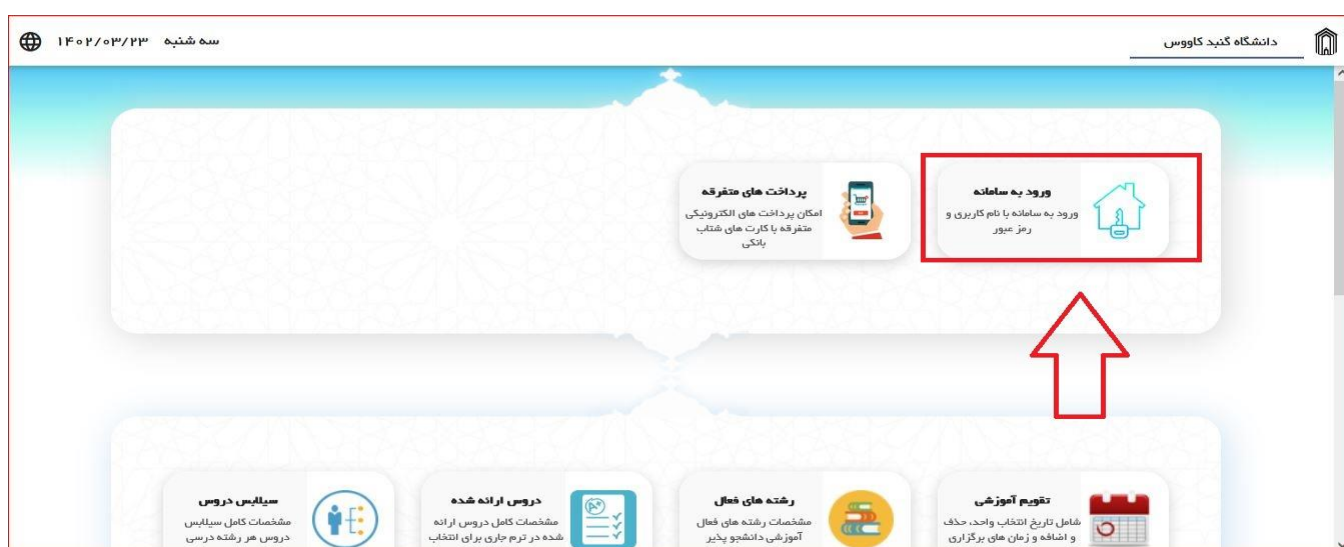 دانشگاه گنبد کاووس
سه شنبه ۱۴۰۲/۰۳/۲۳
ورود به سامانه
ورود به سامانه با نام کاربری و
رمز عبور
پرداخت های متفرقه
امکان پرداخت های الکترونیکی
متفرقه با کارت های شتاب
بانکی
تقویم آموزشی
شامل تاریخ انتخاب واحد، حذف
و اضافه و زمان های برگزاری
رشته های فعال
مشخصات رشته های فعال
آموزشی دانشجو پذیر
دروس ارائه شده
مشخصات کامل دروس ارائه
شده در ترم جاری برای انتخاب
سیلابس دروس
مشخصات کامل سیلابس
دروس هر رشته درسی